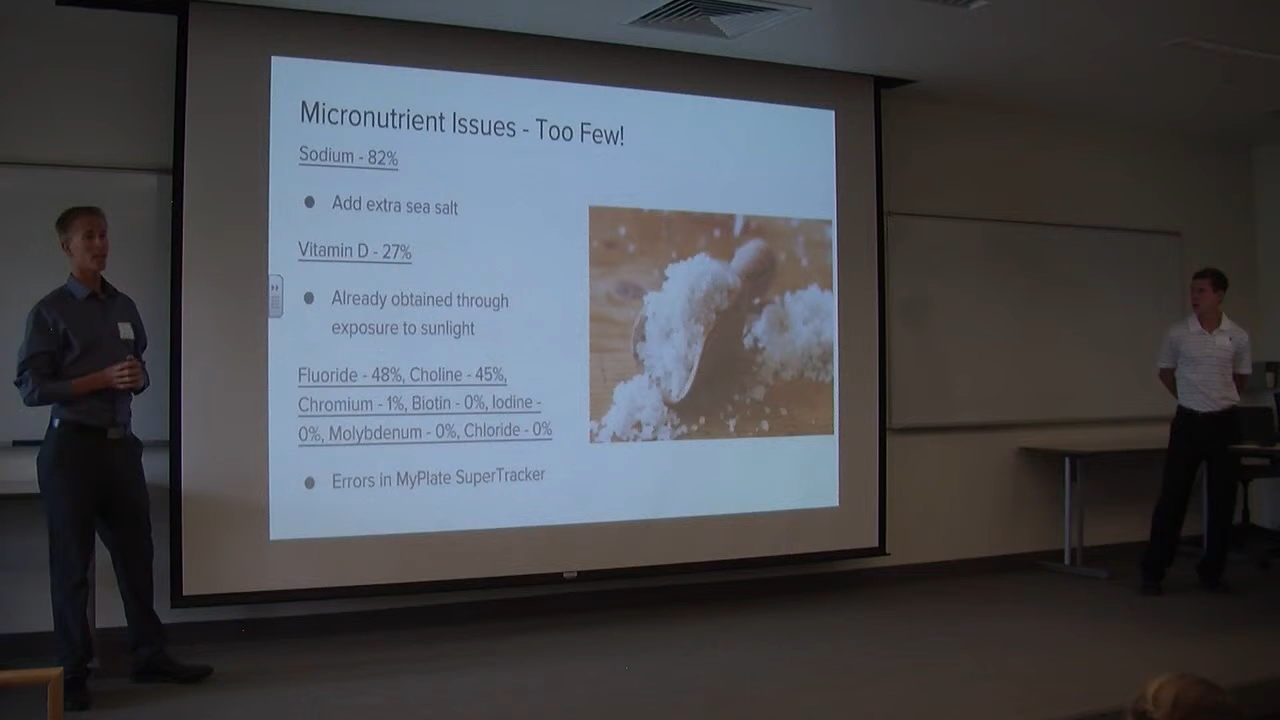 Micronutrient Issues - Too Few!
Sodium - 82%
● Add extra sea salt
Vitamin D - 27%
● Already obtained through
exposure to sunlight
Fluoride - 48%, Choline - 45%,
Chromium - 1%, Biotin - 0%, Iodine -
0%, Molybdenum - 0%, Chloride - 0%
● Errors in MyPlate SuperTracker